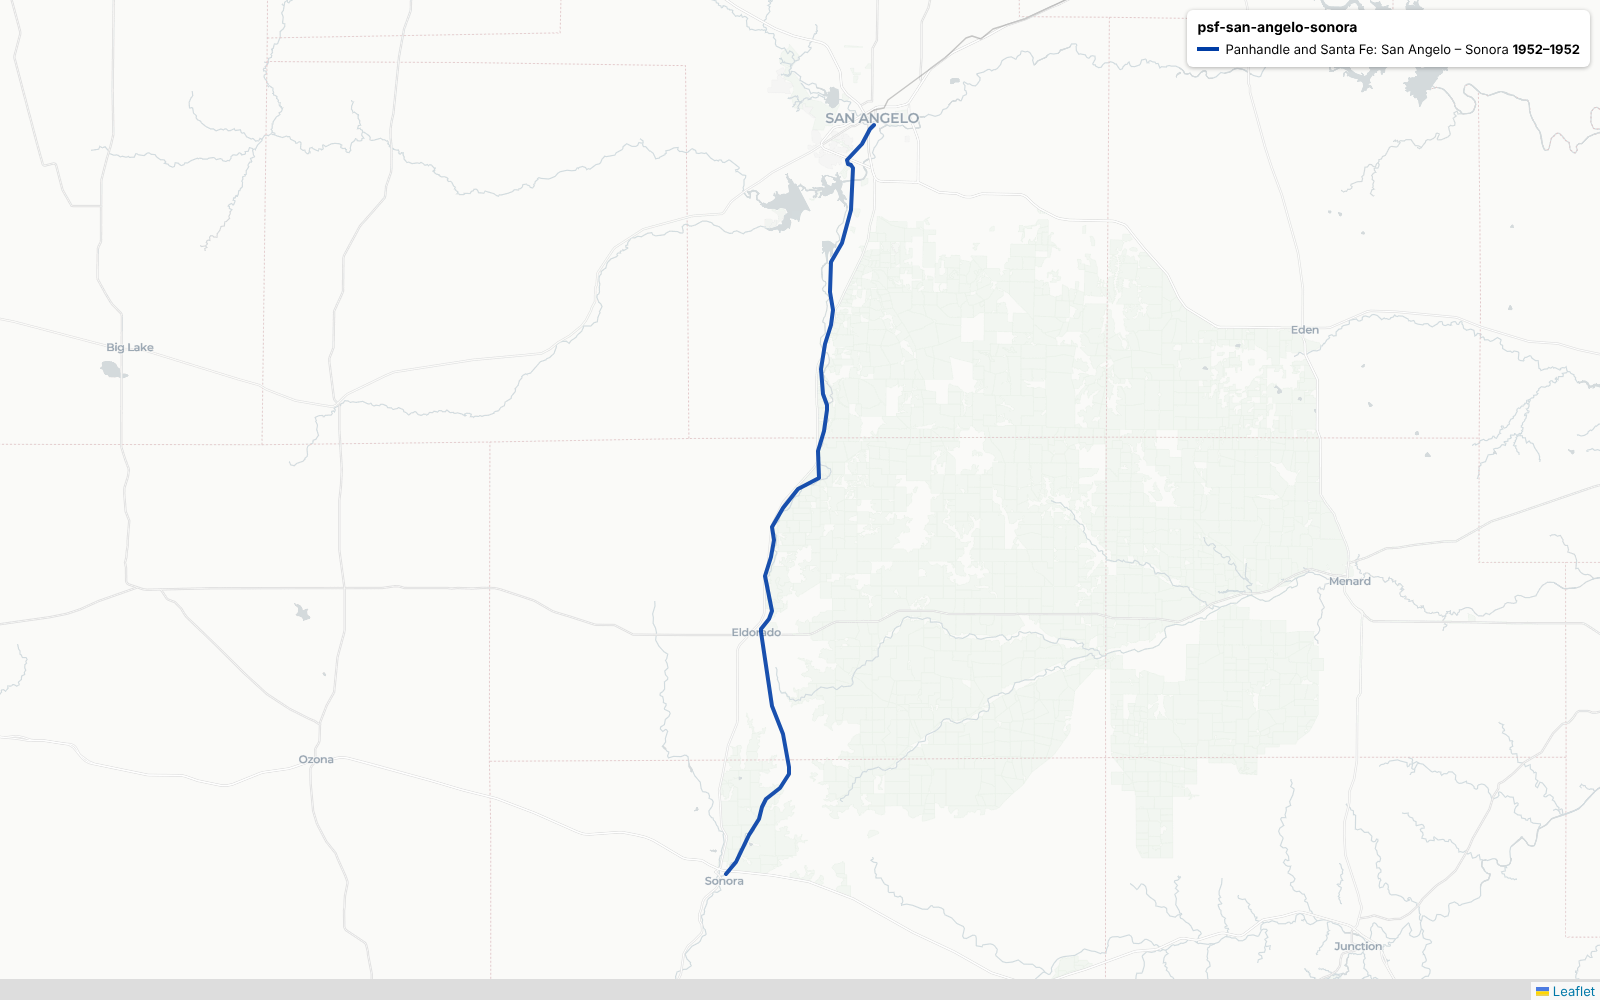 psf-san-angelo-sonora
Panhandle and Santa Fe: San Angelo – Sonora 1952–1952
SAN ANGELO
Big Lake
Eden
Menard
Eldorado
Ozona
Sonora
Junction
Leaflet